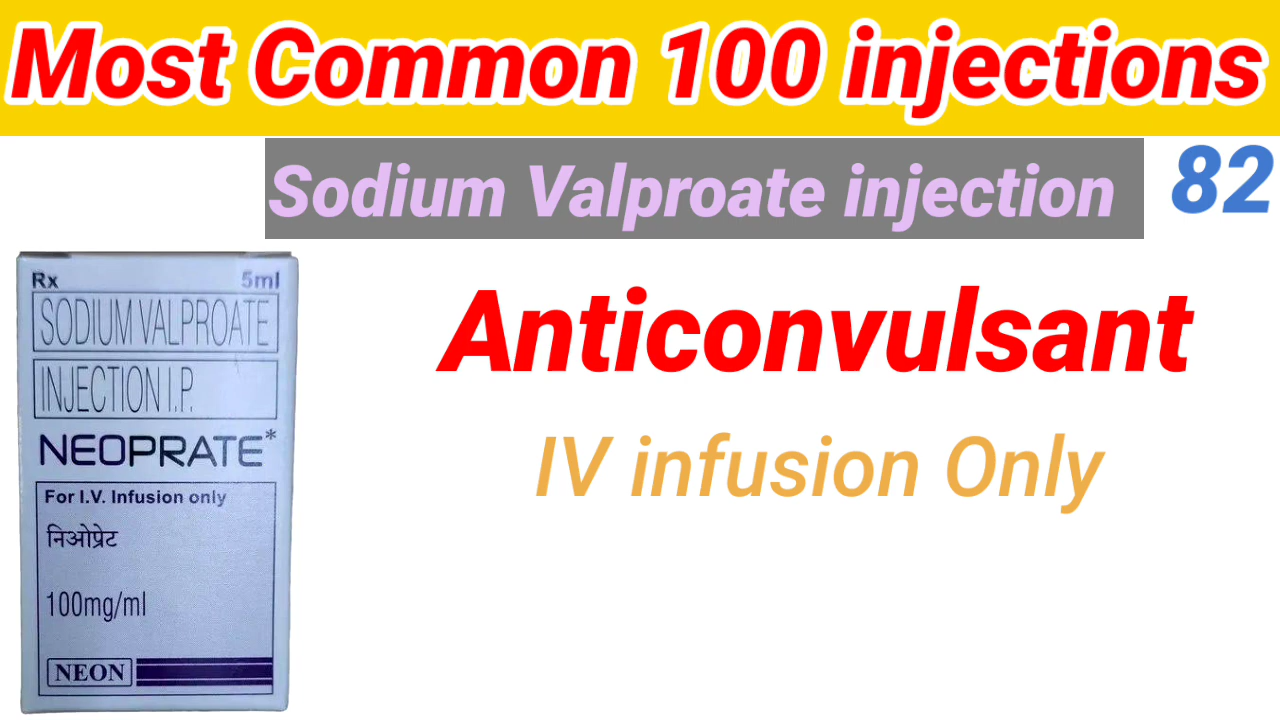 Most Common 100 injections
Sodium Valproate injection
82
Rx 5ml
SODIUM VALPROATE
INJECTION I.P.
NEOPRATE*
For I.V. Infusion only
निओप्रेट
100mg/ml
NEON
Anticonvulsant
IV infusion Only